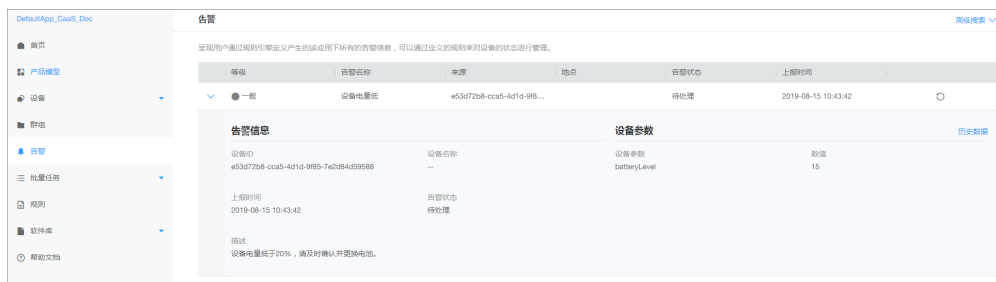 DefaultApp_CaaS_Doc
首页
产品模型
设备
群组
告警
批量任务
规则
软件库
帮助文档
告警
高级搜索
呈现用户通过规则引擎定义产生的该应用下所有的告警信息，可以通过定义的规则来对设备的状态进行管理。
等级 告警名称 来源 地点 告警状态 上报时间
一般 设备电量低 e53d72b8-cca5-4d1d-9f8... 待处理 2019-08-15 10:43:42
告警信息 设备参数 历史数据
设备ID 设备名称 设备参数 数值
e53d72b8-cca5-4d1d-9f85-7e2d84d59588 -- batteryLevel 15
上报时间 告警状态
2019-08-15 10:43:42 待处理
描述
设备电量低于20%，请及时确认并更换电池。